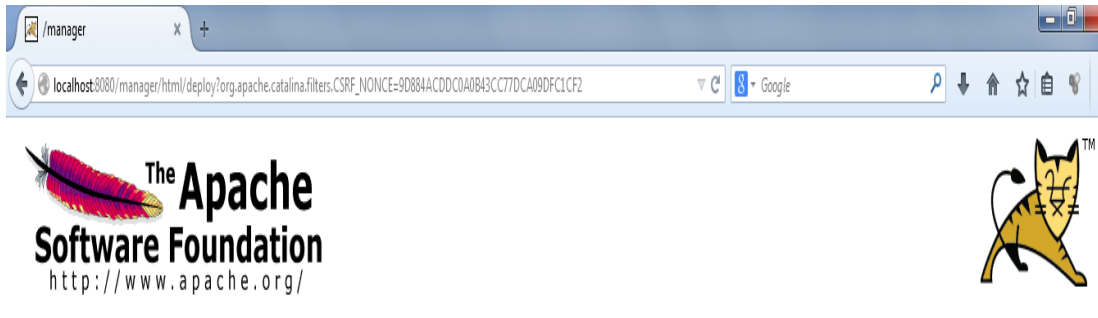 /manager
localhost:8080/manager/html/deploy?org.apache.catalina.filters.CSRF_NONCE=9D884ACDDC0A0B43CC77DCA09DFC1CF2
Google
The Apache
Software Foundation
http://www.apache.org/
TM